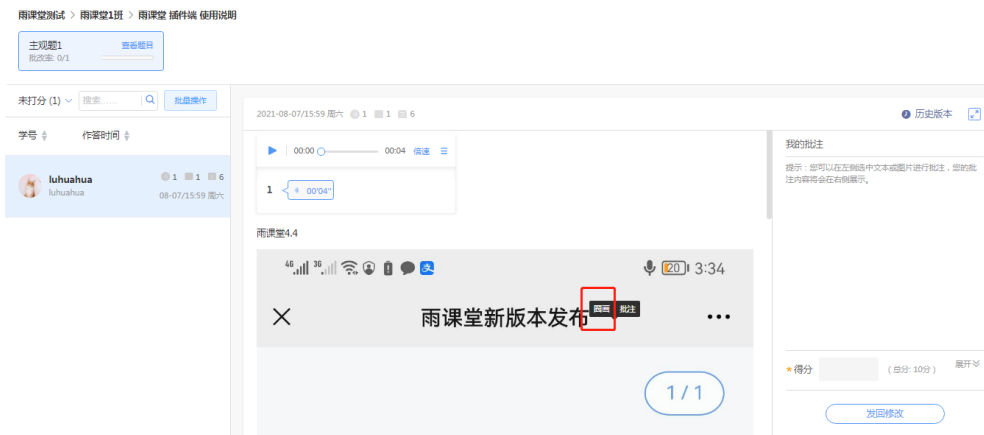 雨课堂测试 > 雨课堂1班 > 雨课堂 插件端 使用说明
主观题1 查看题目
批改率: 0/1
未打分 (1) 搜索...... 批量操作
2021-08-07/15:59 周六 1 1 6 历史版本
学号 作答时间
我的批注
00:00 00:04 倍速
提示：您可以在左侧选中文本或图片进行批注，您的批
注内容将会在右侧展示。
luhuahua 1 1 6
luhuahua 08-07/15:59 周六
1 00'04"
雨课堂4.4
4G 3G 20 3:34
雨课堂新版本发布 圈画 批注
1/1
得分 （总分: 10分） 展开
发回修改